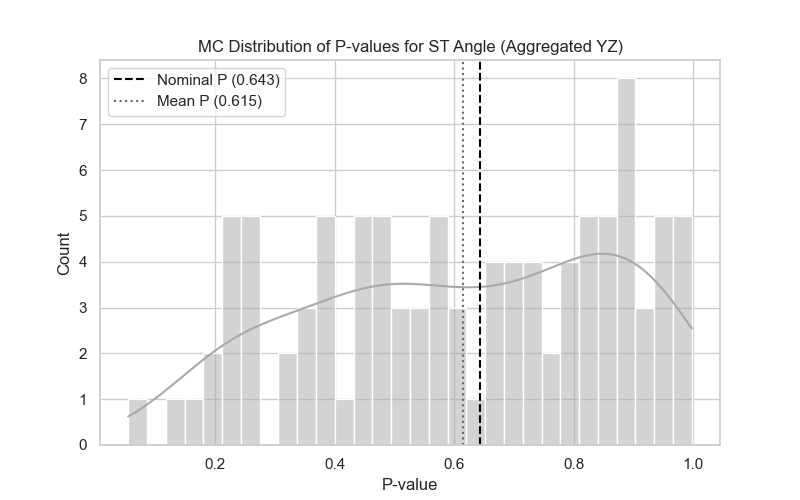 MC Distribution of P-values for ST Angle (Aggregated YZ)
Nominal P (0.643)
Mean P (0.615)
8
7
6
5
4
3
2
1
0
Count
0.2 0.4 0.6 0.8 1.0
P-value